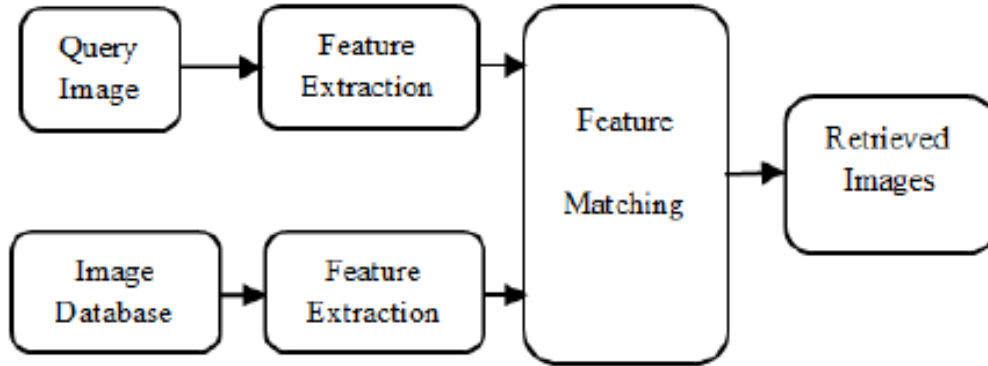 Query
Image
Feature
Extraction
Feature
Matching
Retrieved
Images
Image
Database
Feature
Extraction